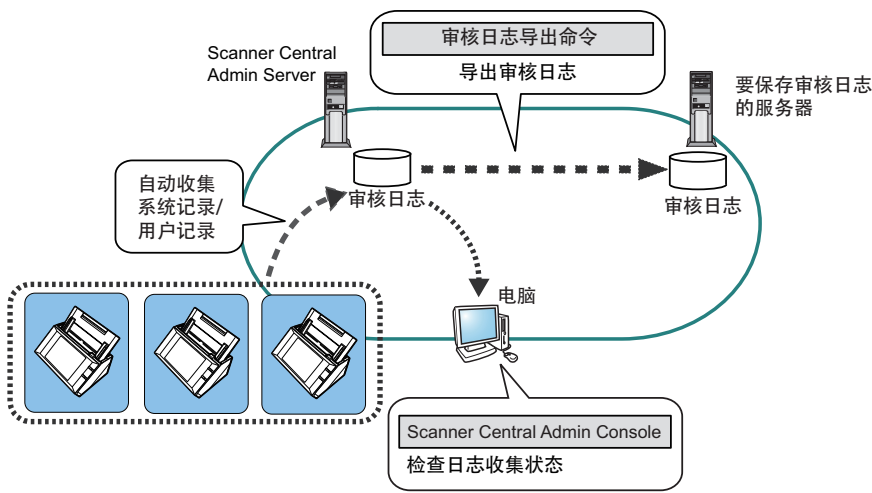 Scanner Central
Admin Server
审核日志导出命令
导出审核日志
要保存审核日志
的服务器
自动收集
系统记录/
用户记录
审核日志
审核日志
电脑
Scanner Central Admin Console
检查日志收集状态